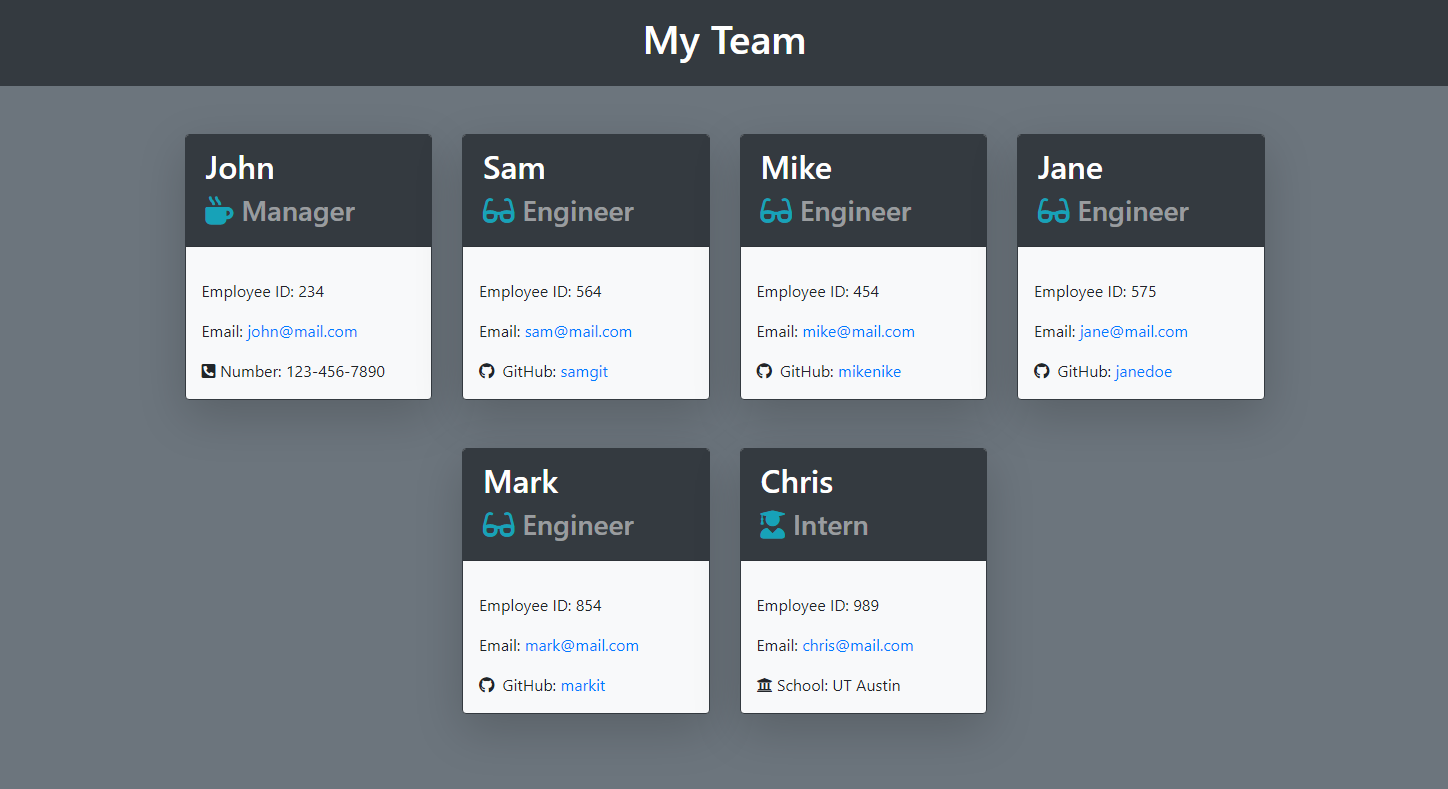 My Team
John
Manager
Employee ID: 234
Email: john@mail.com
Number: 123-456-7890
Sam
Engineer
Employee ID: 564
Email: sam@mail.com
GitHub: samgit
Mike
Engineer
Employee ID: 454
Email: mike@mail.com
GitHub: mikenike
Jane
Engineer
Employee ID: 575
Email: jane@mail.com
GitHub: janedoe
Mark
Engineer
Employee ID: 854
Email: mark@mail.com
GitHub: markit
Chris
Intern
Employee ID: 989
Email: chris@mail.com
School: UT Austin